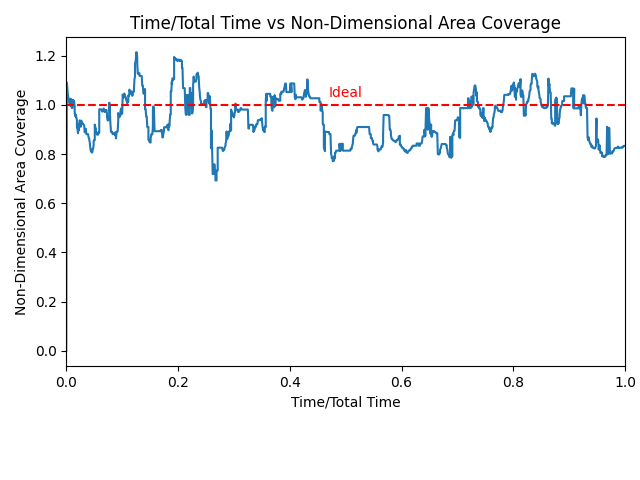 Time/Total Time vs Non-Dimensional Area Coverage
Non-Dimensional Area Coverage
1.2
1.0
0.8
0.6
0.4
0.2
0.0
Ideal
0.0 0.2 0.4 0.6 0.8 1.0
Time/Total Time